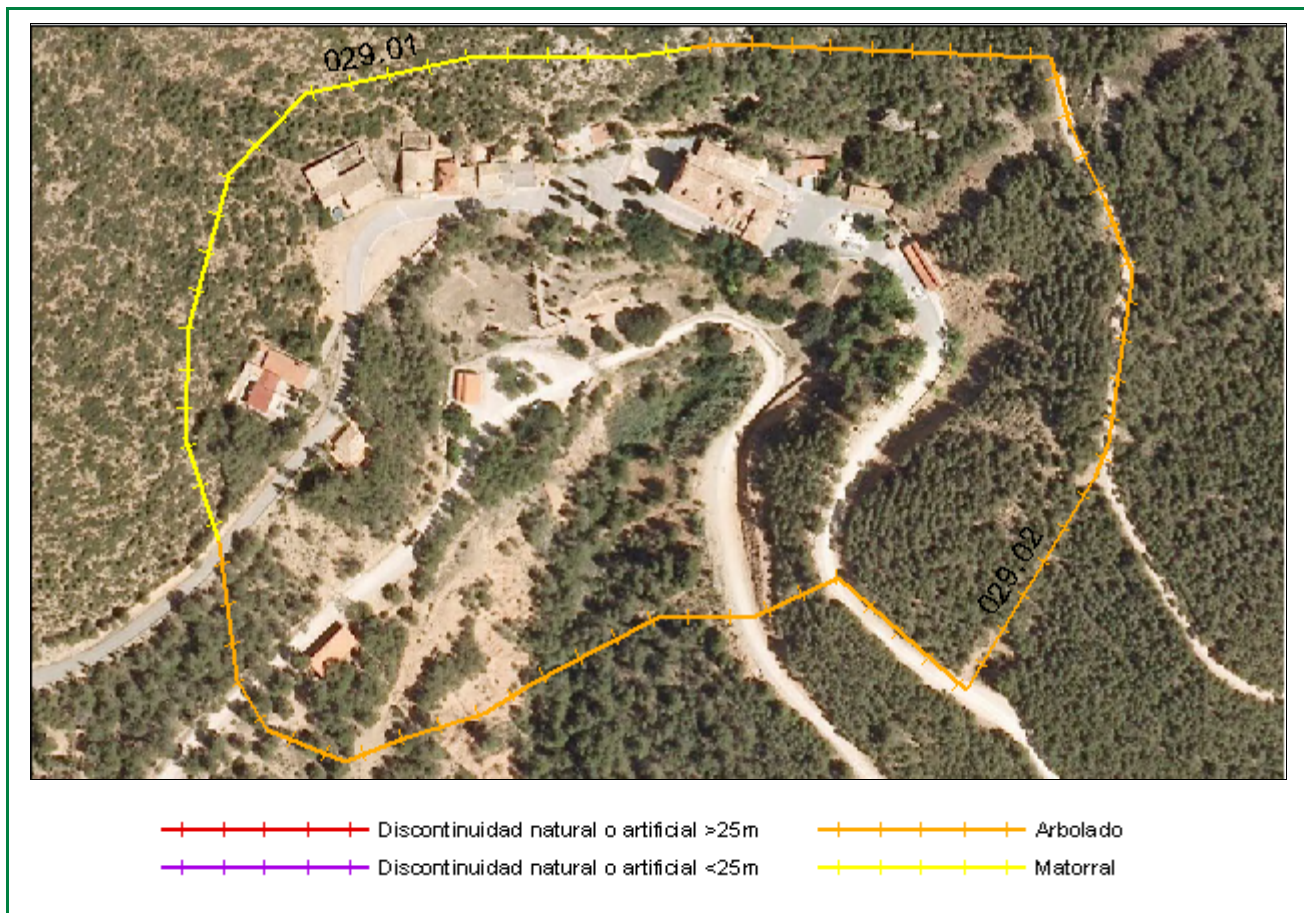 029.01
029.02
Discontinuidad natural o artificial >25m
Arbolado
Discontinuidad natural o artificial <25m
Matorral